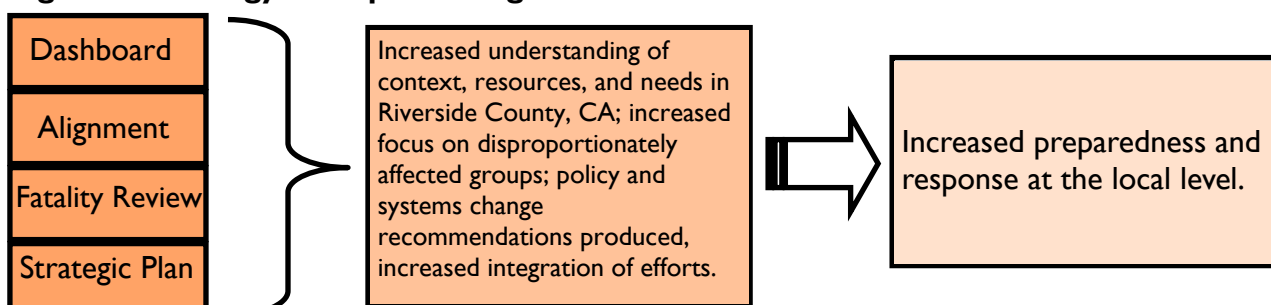 Dashboard
Alignment
Fatality Review
Strategic Plan
Increased understanding of
context, resources, and needs in
Riverside County, CA; increased
focus on disproportionately
affected groups; policy and
systems change
recommendations produced,
increased integration of efforts.
Increased preparedness and
response at the local level.